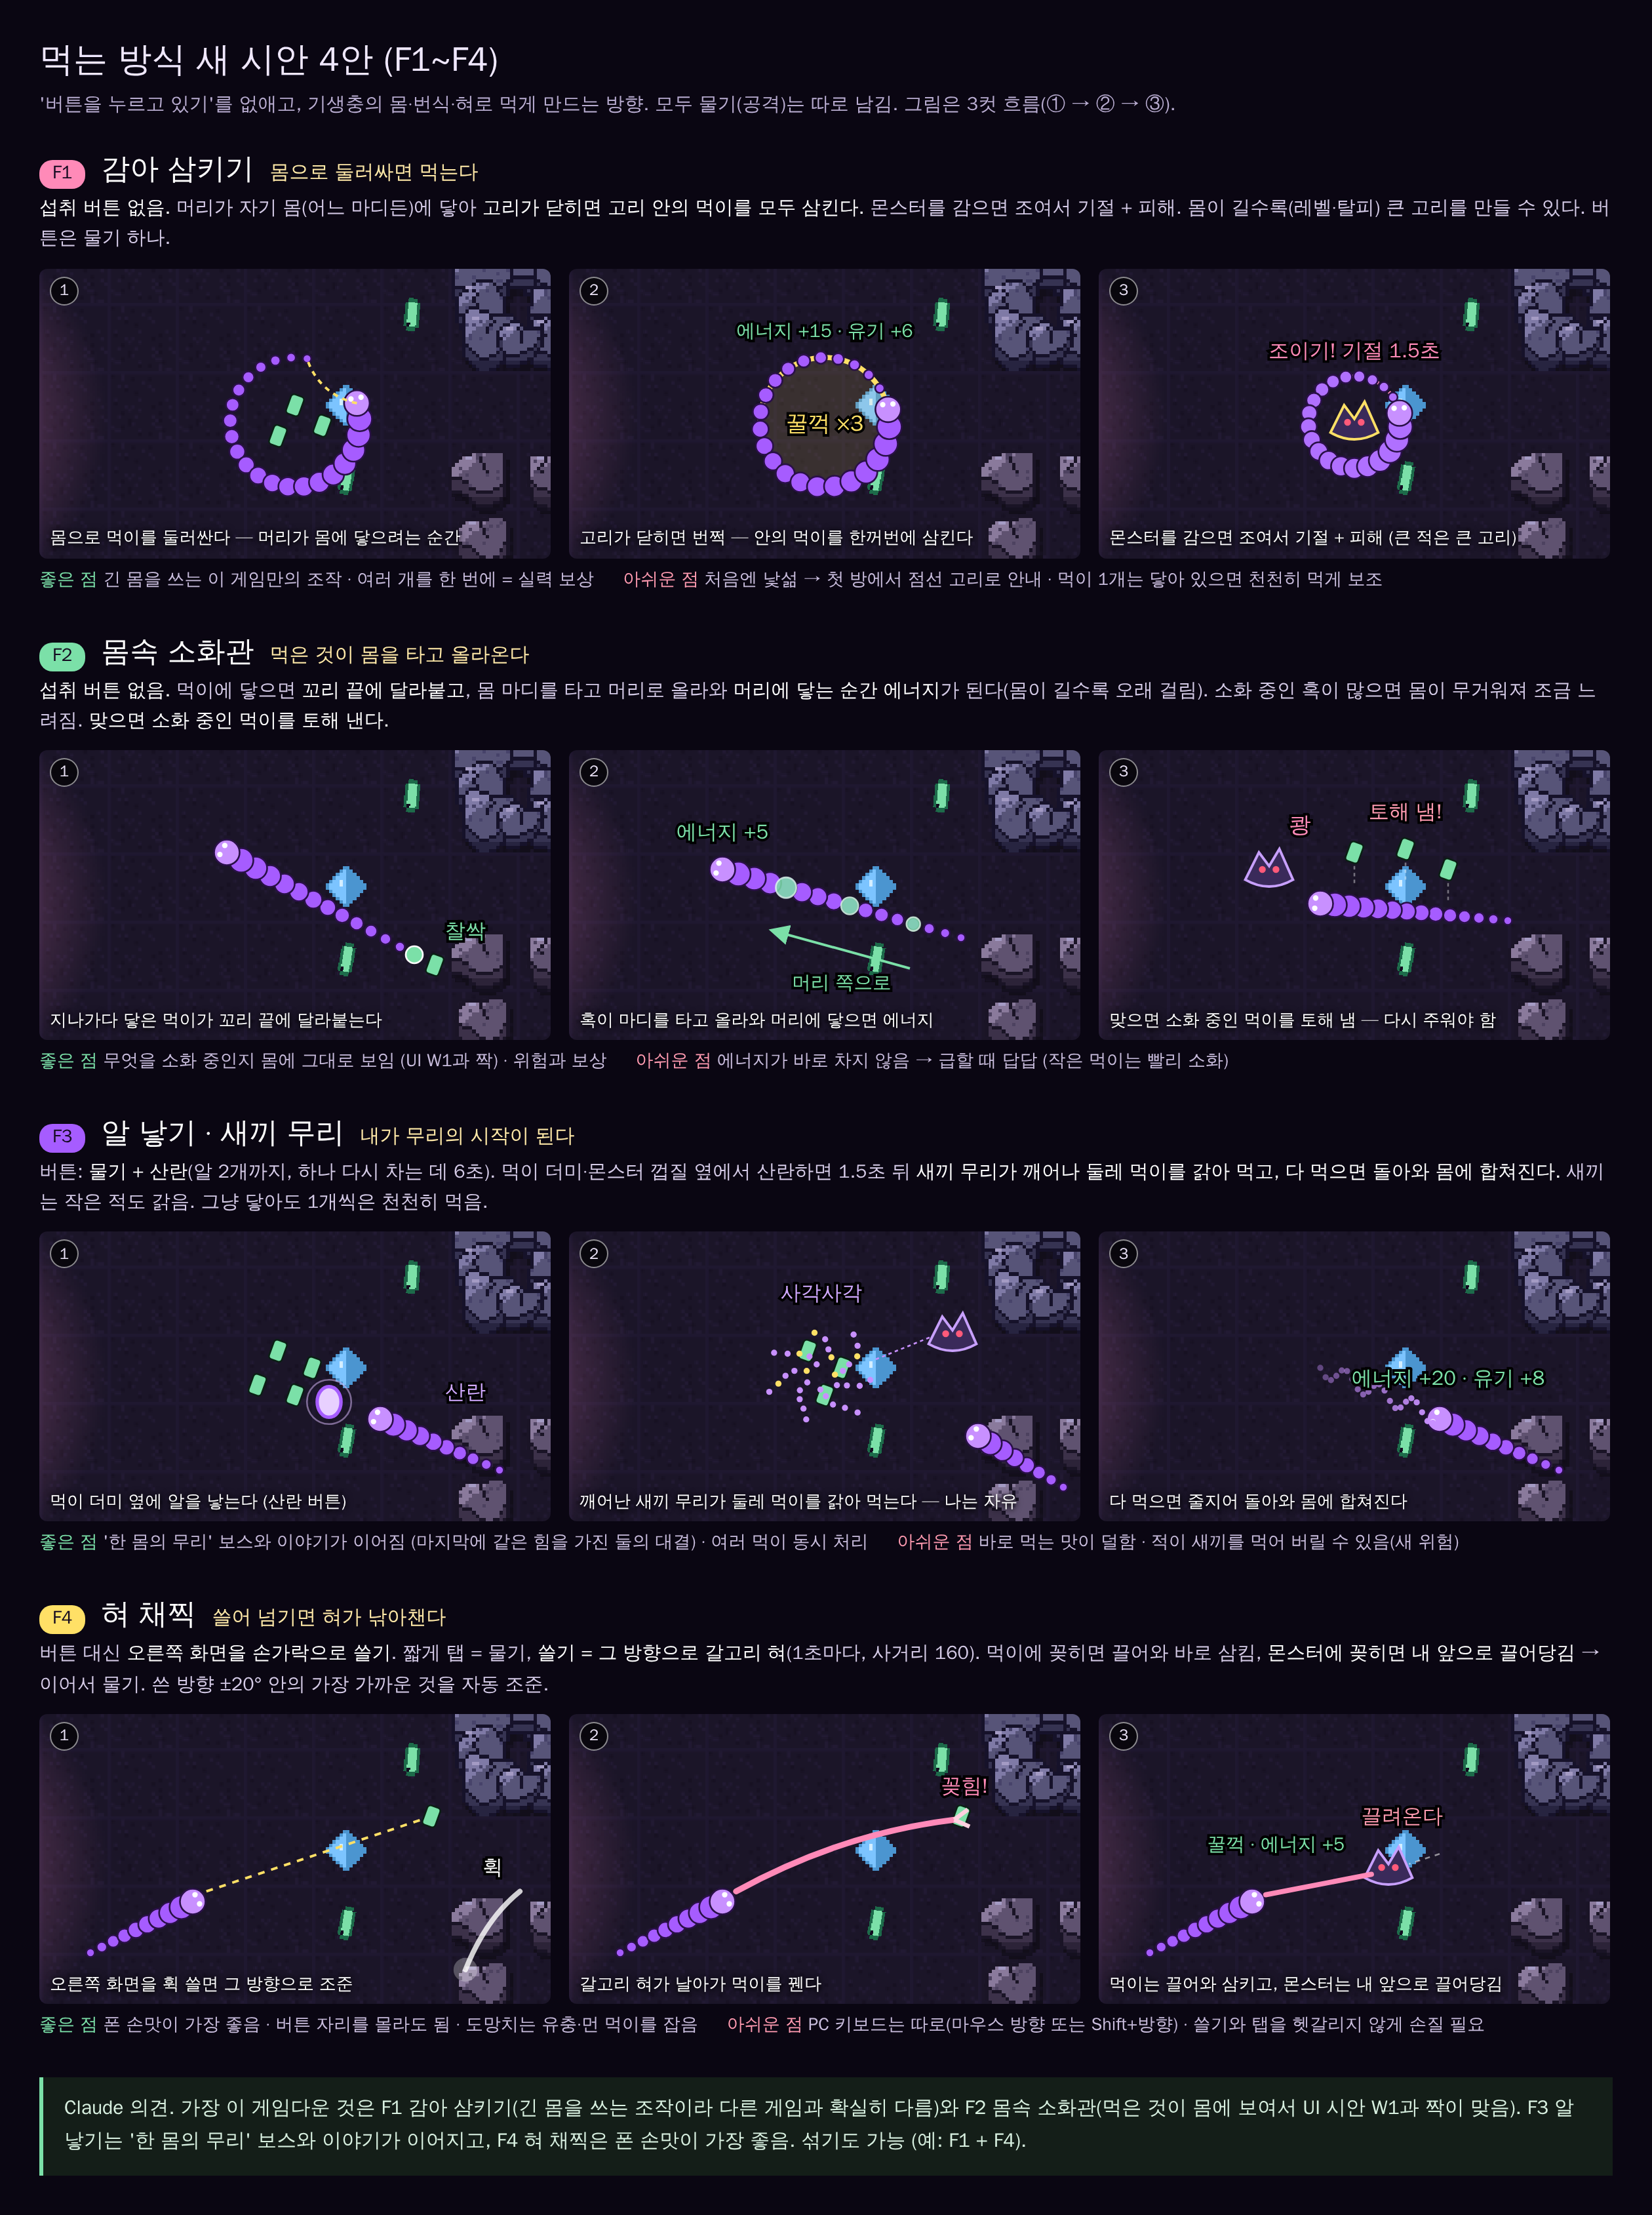 먹는 방식 새 시안 4안 (F1~F4)
'버튼을 누르고 있기'를 없애고, 기생충의 몸·번식·혀로 먹게 만드는 방향. 모두 물기(공격)는 따로 남김. 그림은 3컷 흐름(① → ② → ③).
F1 감아 삼키기 몸으로 둘러싸면 먹는다
섭취 버튼 없음. 머리가 자기 몸(어느 마디든)에 닿아 고리가 닫히면 고리 안의 먹이를 모두 삼킨다. 몬스터를 감으면 조여서 기절 + 피해. 몸이 길수록(레벨·탈피) 큰 고리를 만들 수 있다. 버
튼은 물기 하나.
1
몸으로 먹이를 둘러싼다 — 머리가 몸에 닿으려는 순간
2
에너지 +15 · 유기 +6
꿀꺽 ×3
고리가 닫히면 번쩍 — 안의 먹이를 한꺼번에 삼킨다
3
조이기! 기절 1.5초
몬스터를 감으면 조여서 기절 + 피해 (큰 적은 큰 고리)
좋은 점 긴 몸을 쓰는 이 게임만의 조작 · 여러 개를 한 번에 = 실력 보상 아쉬운 점 처음엔 낯섦 → 첫 방에서 점선 고리로 안내 · 먹이 1개는 닿아 있으면 천천히 먹게 보조
F2 몸속 소화관 먹은 것이 몸을 타고 올라온다
섭취 버튼 없음. 먹이에 닿으면 꼬리 끝에 달라붙고, 몸 마디를 타고 머리로 올라와 머리에 닿는 순간 에너지가 된다(몸이 길수록 오래 걸림). 소화 중인 혹이 많으면 몸이 무거워져 조금 느
려짐. 맞으면 소화 중인 먹이를 토해 낸다.
1
찰싹
지나가다 닿은 먹이가 꼬리 끝에 달라붙는다
2
에너지 +5
머리 쪽으로
혹이 마디를 타고 올라와 머리에 닿으면 에너지
3
쾅
토해 냄!
맞으면 소화 중인 먹이를 토해 냄 — 다시 주워야 함
좋은 점 무엇을 소화 중인지 몸에 그대로 보임 (UI W1과 짝) · 위험과 보상 아쉬운 점 에너지가 바로 차지 않음 → 급할 때 답답 (작은 먹이는 빨리 소화)
F3 알 낳기 · 새끼 무리 내가 무리의 시작이 된다
버튼: 물기 + 산란(알 2개까지, 하나 다시 차는 데 6초). 먹이 더미·몬스터 껍질 옆에서 산란하면 1.5초 뒤 새끼 무리가 깨어나 둘레 먹이를 갉아 먹고, 다 먹으면 돌아와 몸에 합쳐진다. 새끼
는 작은 적도 갉음. 그냥 닿아도 1개씩은 천천히 먹음.
1
산란
먹이 더미 옆에 알을 낳는다 (산란 버튼)
2
사각사각
깨어난 새끼 무리가 둘레 먹이를 갉아 먹는다 — 나는 자유
3
에너지 +20 · 유기 +8
다 먹으면 줄지어 돌아와 몸에 합쳐진다
좋은 점 '한 몸의 무리' 보스와 이야기가 이어짐 (마지막에 같은 힘을 가진 둘의 대결) · 여러 먹이 동시 처리 아쉬운 점 바로 먹는 맛이 덜함 · 적이 새끼를 먹어 버릴 수 있음(새 위험)
F4 혀 채찍 쓸어 넘기면 혀가 낚아챈다
버튼 대신 오른쪽 화면을 손가락으로 쓸기. 짧게 탭 = 물기, 쓸기 = 그 방향으로 갈고리 혀(1초마다, 사거리 160). 먹이에 꽂히면 끌어와 바로 삼킴, 몬스터에 꽂히면 내 앞으로 끌어당김 →
이어서 물기. 쓴 방향 ±20° 안의 가장 가까운 것을 자동 조준.
1
휙
오른쪽 화면을 휙 쓸면 그 방향으로 조준
2
꽂힘!
갈고리 혀가 날아가 먹이를 꿴다
3
끌려온다
꿀꺽 · 에너지 +5
먹이는 끌어와 삼키고, 몬스터는 내 앞으로 끌어당김
좋은 점 폰 손맛이 가장 좋음 · 버튼 자리를 몰라도 됨 · 도망치는 유충·먼 먹이를 잡음 아쉬운 점 PC 키보드는 따로(마우스 방향 또는 Shift+방향) · 쓸기와 탭을 헷갈리지 않게 손질 필요
Claude 의견. 가장 이 게임다운 것은 F1 감아 삼키기(긴 몸을 쓰는 조작이라 다른 게임과 확실히 다름)와 F2 몸속 소화관(먹은 것이 몸에 보여서 UI 시안 W1과 짝이 맞음). F3 알
낳기는 '한 몸의 무리' 보스와 이야기가 이어지고, F4 혀 채찍은 폰 손맛이 가장 좋음. 섞기도 가능 (예: F1 + F4).